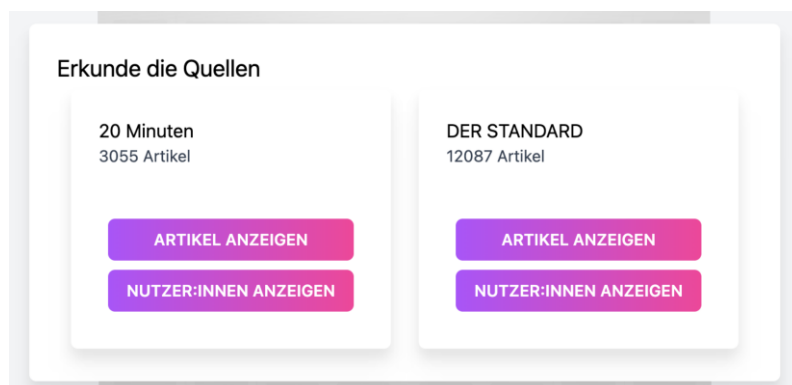 Erkunde die Quellen
20 Minuten
3055 Artikel
ARTIKEL ANZEIGEN
NUTZER:INNEN ANZEIGEN
DER STANDARD
12087 Artikel
ARTIKEL ANZEIGEN
NUTZER:INNEN ANZEIGEN